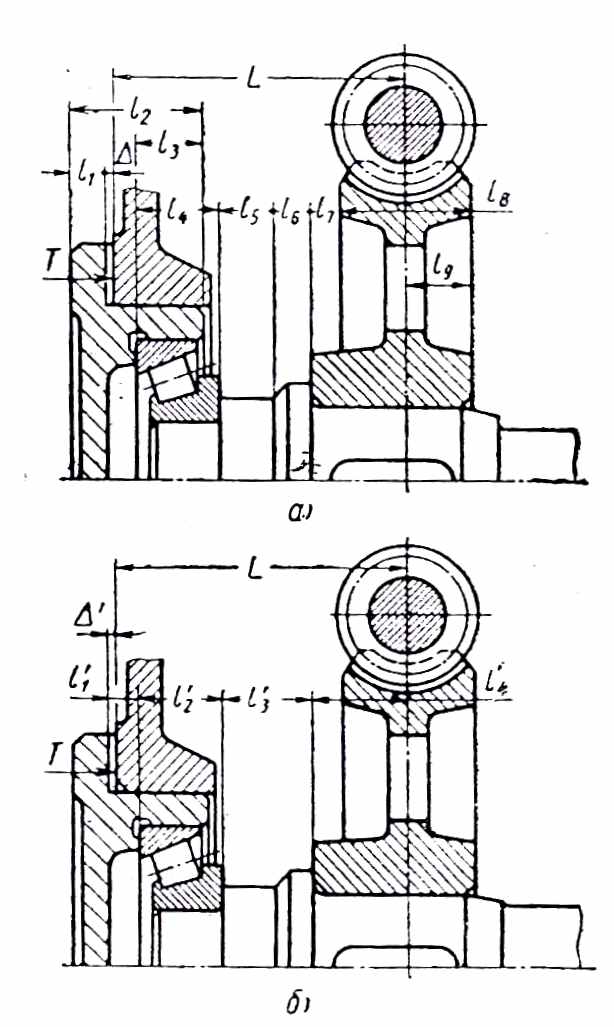 L
l₂
Δ l₃
l₁ l₄ l₅ l₆ l₇ l₈
T l₉
а)
L
Δ'
l'₁ l'₂ l'₃ l'₄
T
б)